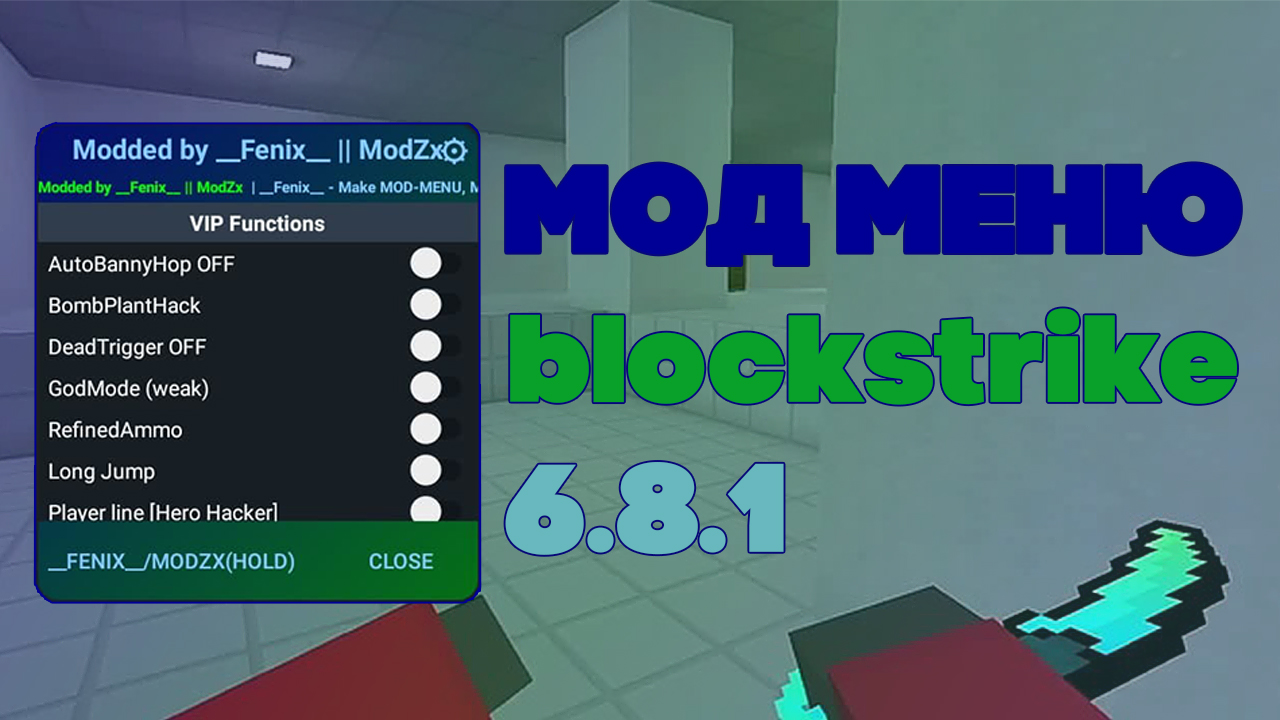 Modded by __Fenix__ || ModZx
Modded by __Fenix__ || ModZx | __Fenix__ - Make MOD-MENU, M
VIP Functions
AutoBannyHop OFF
BombPlantHack
DeadTrigger OFF
GodMode (weak)
RefinedAmmo
Long Jump
Player line [Hero Hacker]
__FENIX__/MODZX(HOLD) CLOSE
МОД МЕНЮ
blockstrike
6.8.1